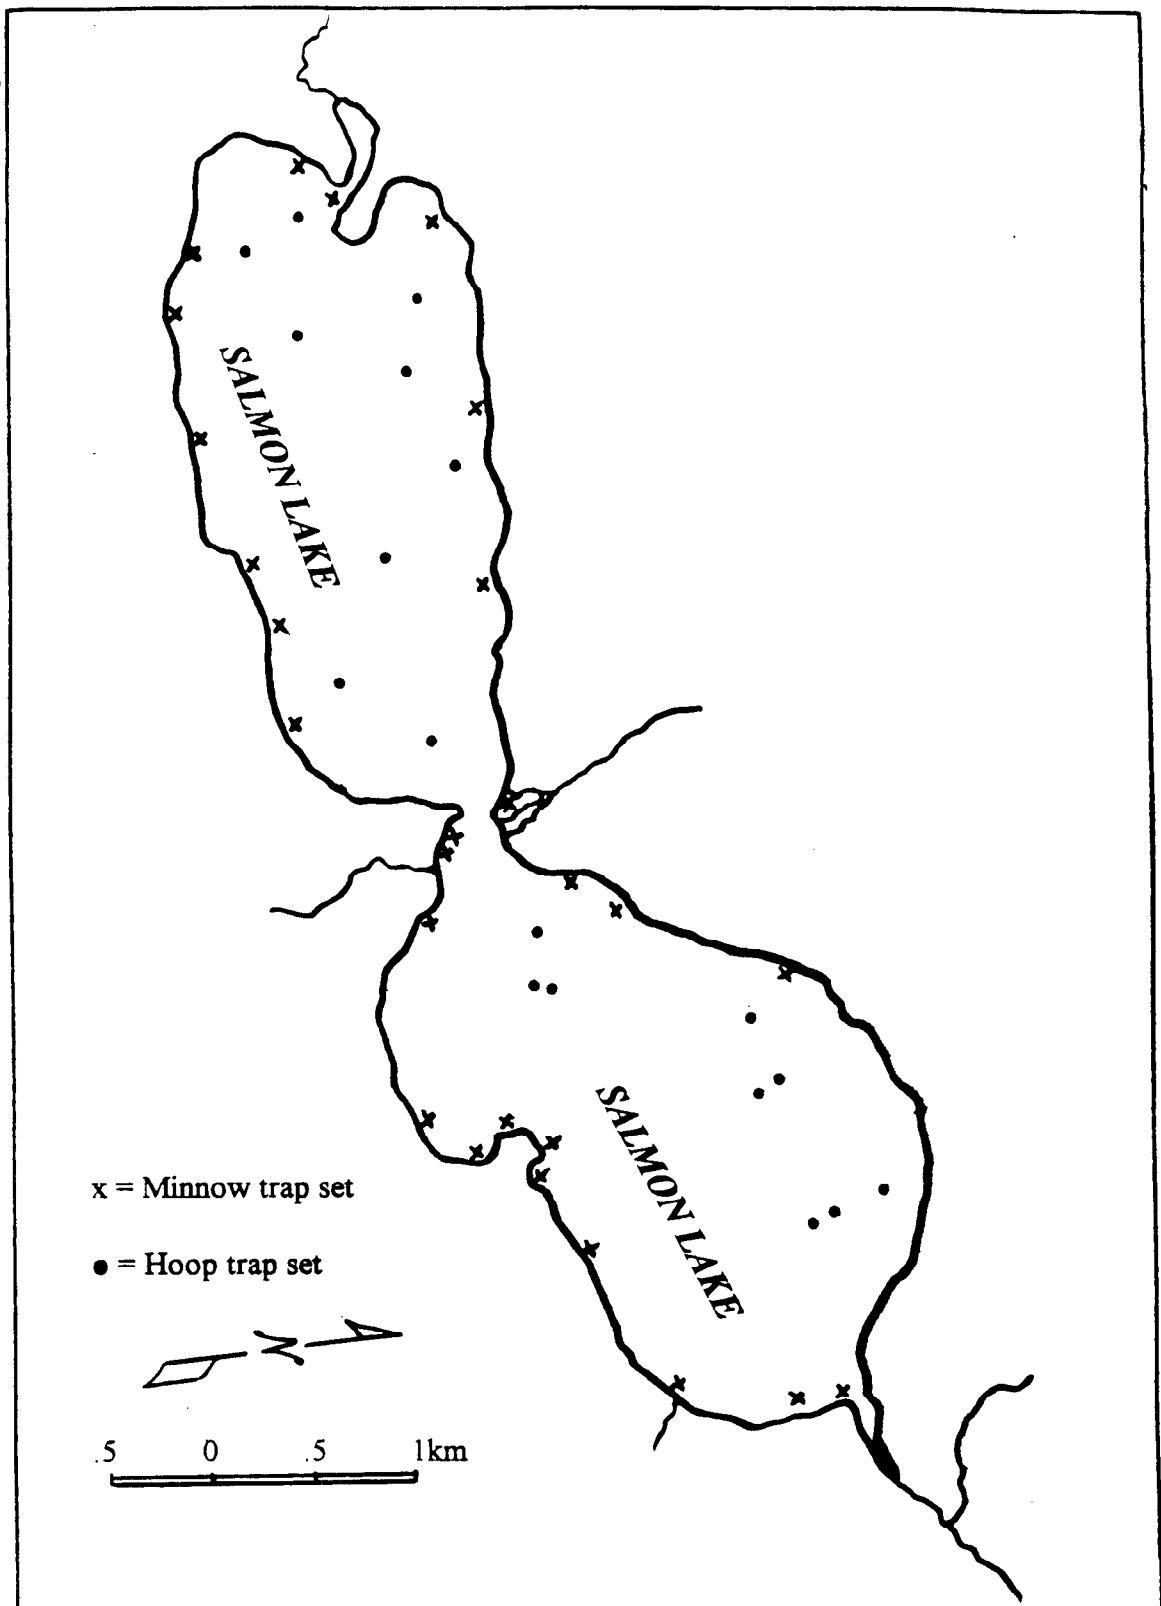 SALMON LAKE
SALMON LAKE
x = Minnow trap set
● = Hoop trap set
N
.5 0 .5 1km